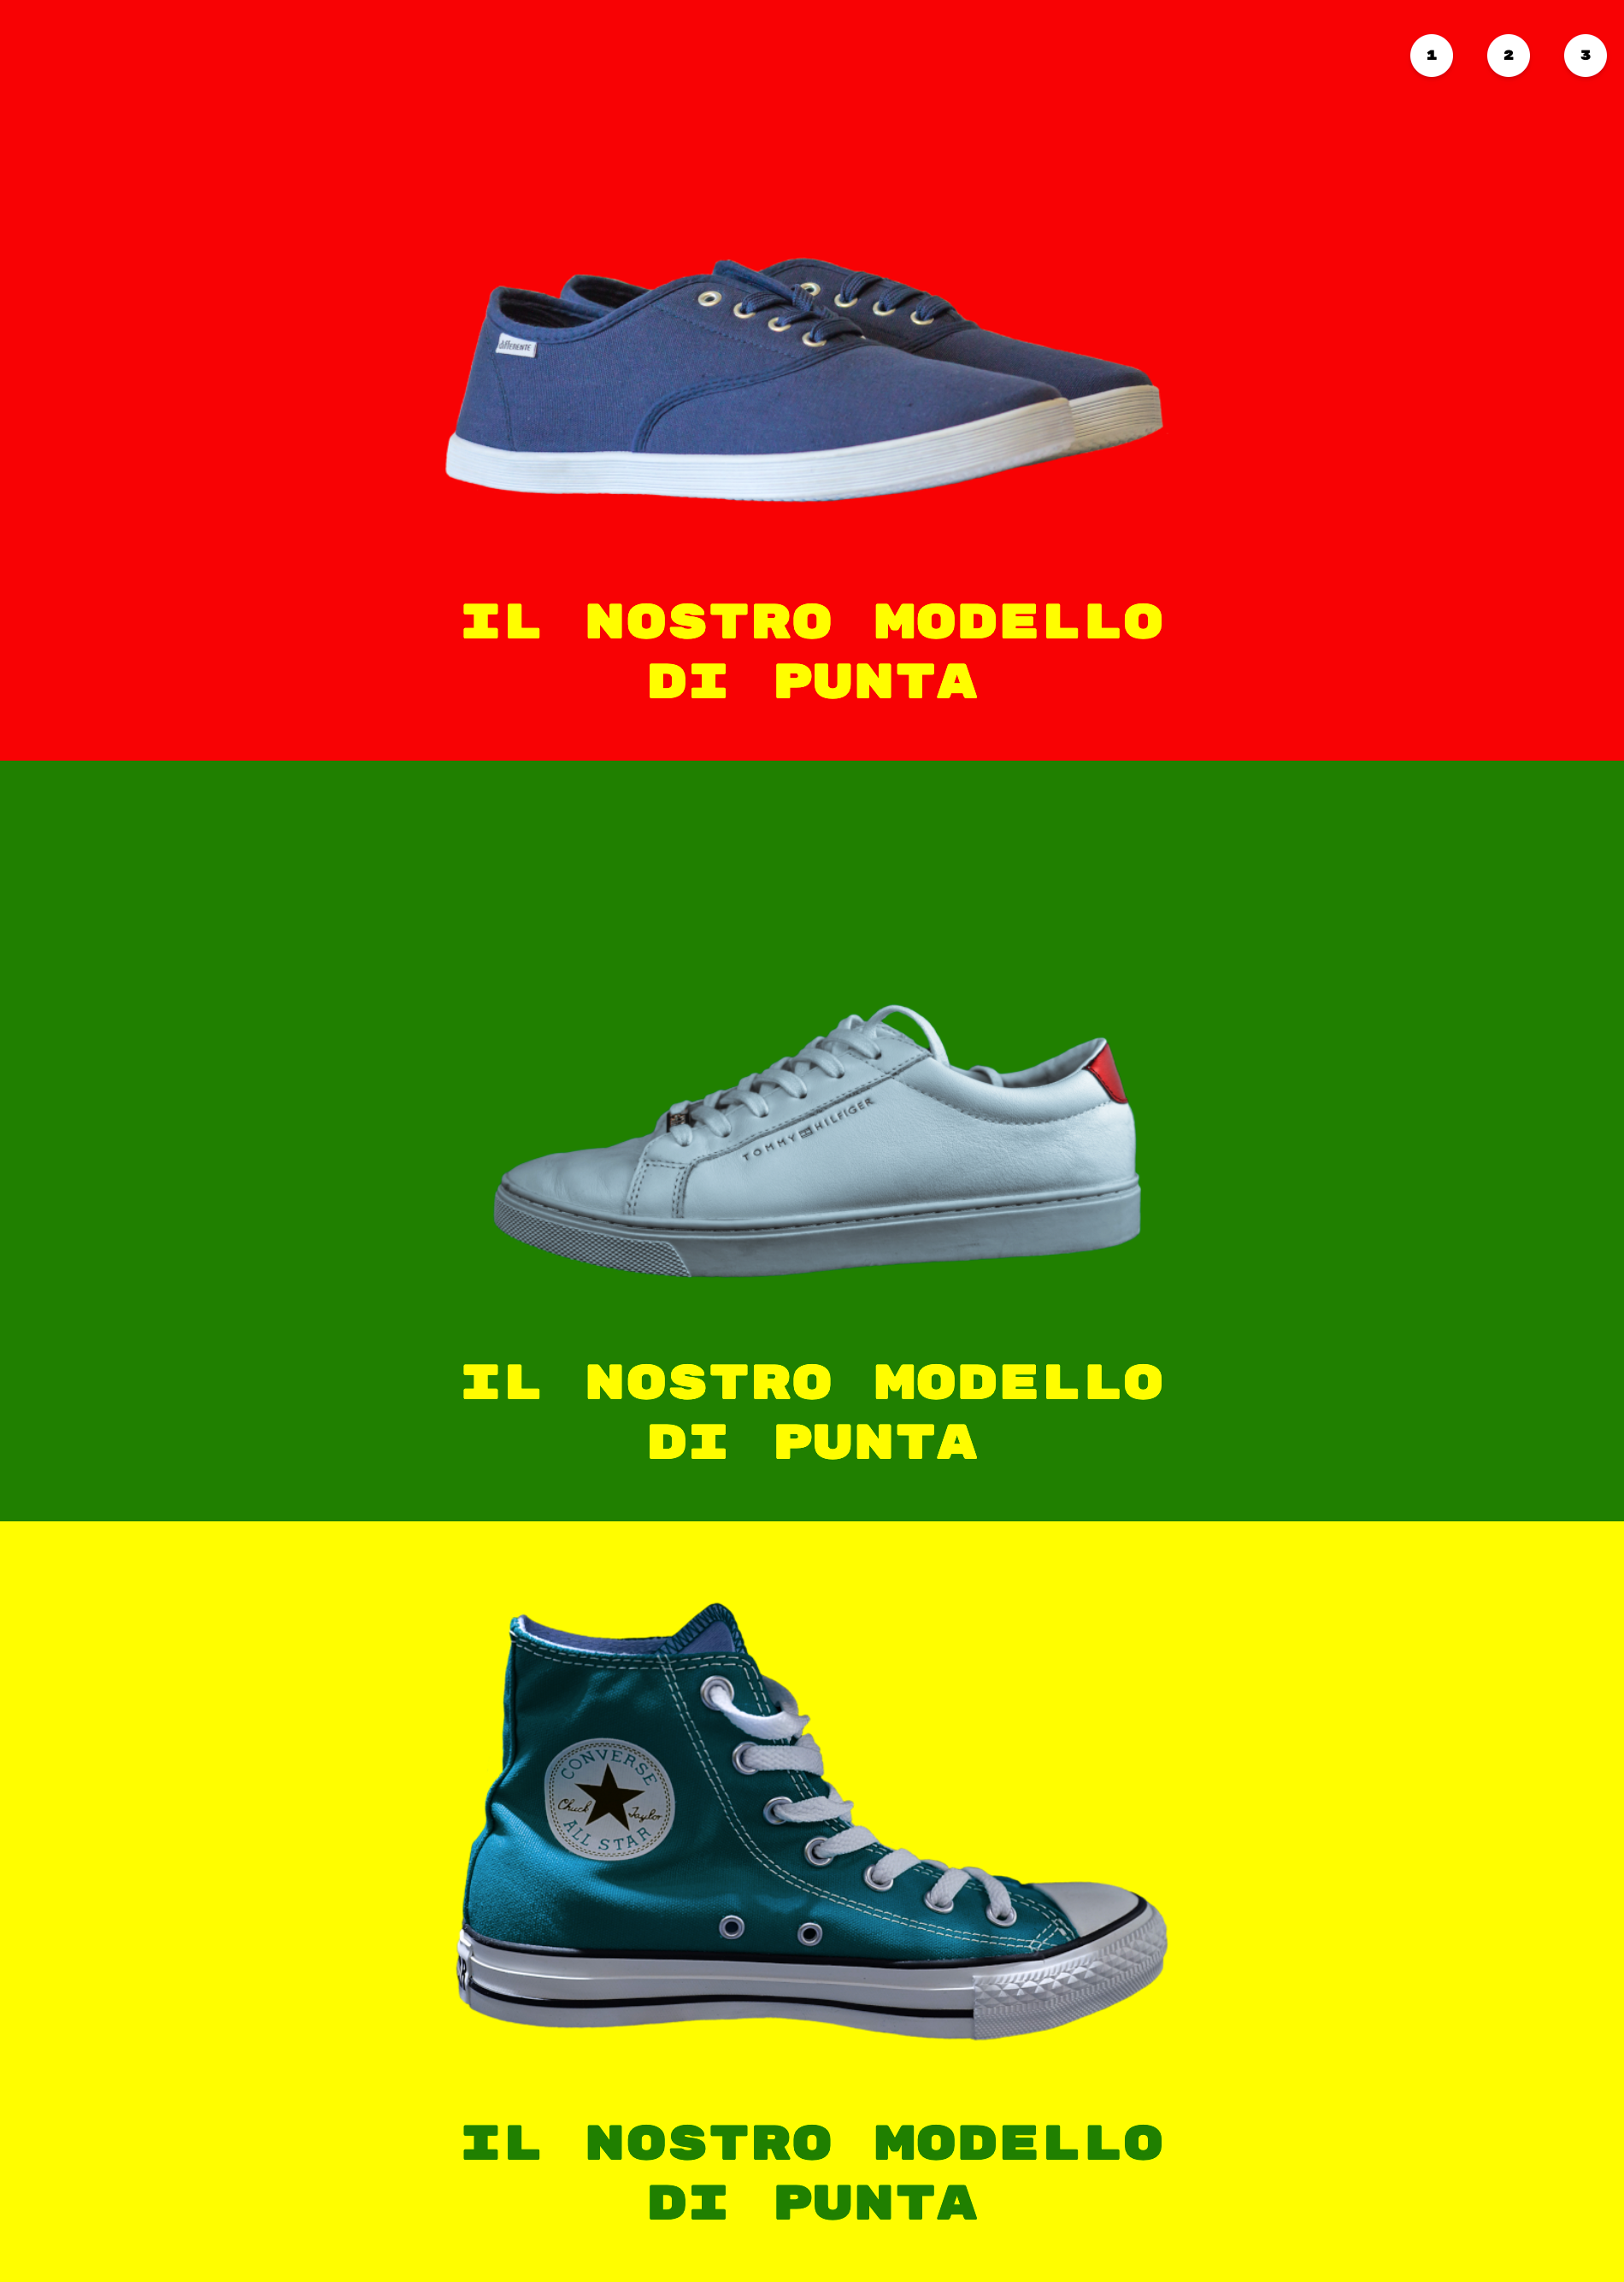 1 2 3
differente
IL NOSTRO MODELLO
DI PUNTA
TOMMY HILFIGER
IL NOSTRO MODELLO
DI PUNTA
CONVERSE
Chuck Taylor
ALL STAR
IL NOSTRO MODELLO
DI PUNTA